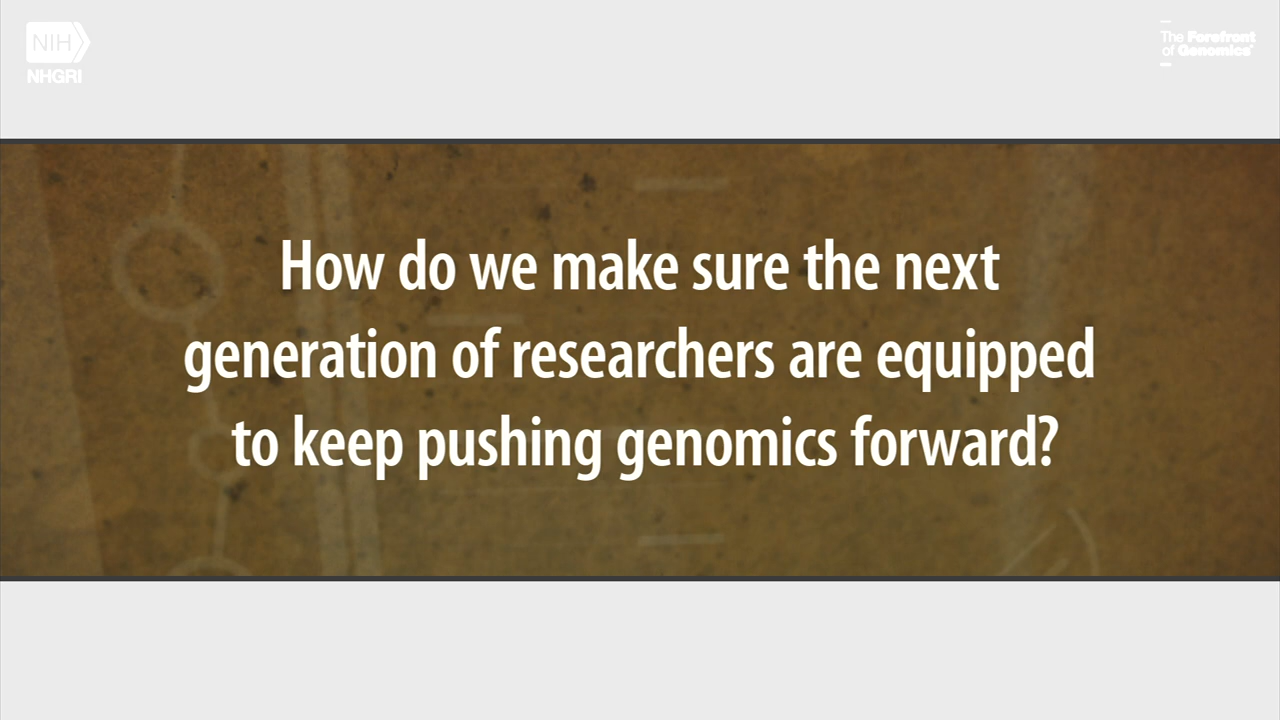 NIH
NHGRI
The Forefront
of Genomics®
How do we make sure the next
generation of researchers are equipped
to keep pushing genomics forward?